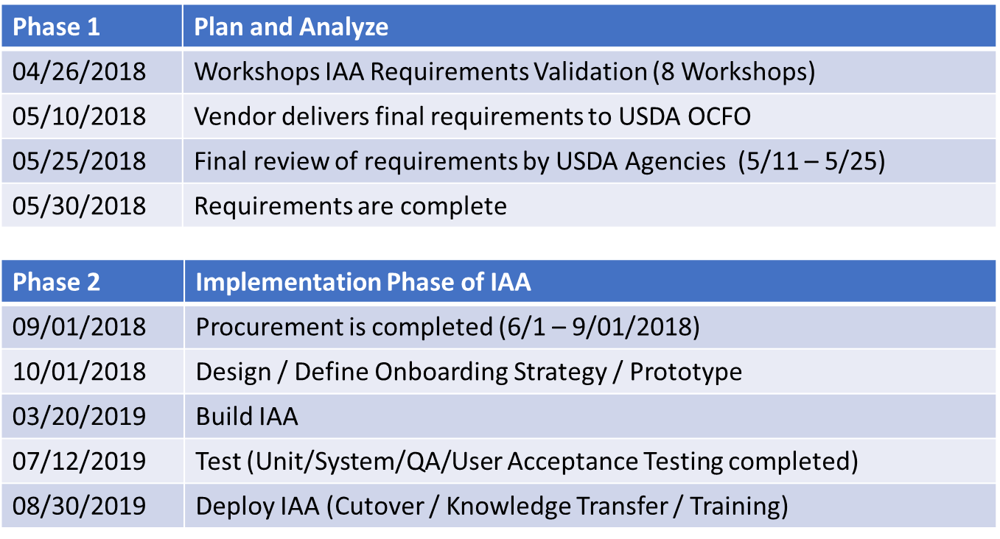 Phase 1 Plan and Analyze
04/26/2018 Workshops IAA Requirements Validation (8 Workshops)
05/10/2018 Vendor delivers final requirements to USDA OCFO
05/25/2018 Final review of requirements by USDA Agencies  (5/11 – 5/25)
05/30/2018 Requirements are complete
Phase 2 Implementation Phase of IAA
09/01/2018 Procurement is completed (6/1 – 9/01/2018)
10/01/2018 Design / Define Onboarding Strategy / Prototype
03/20/2019 Build IAA
07/12/2019 Test (Unit/System/QA/User Acceptance Testing completed)
08/30/2019 Deploy IAA (Cutover / Knowledge Transfer / Training)